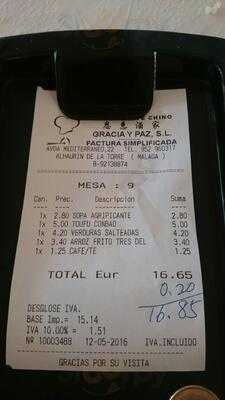 CHINO
GRACIA Y PAZ, S.L.
FACTURA SIMPLIFICADA
AVDA MEDITERRANEO,22 TEL. 952 960317
ALHAURIN DE LA TORRE ( MALAGA )
B-92138874
MESA : 9
Can. Prec. Descripcion Suma
1x 2.80 SOPA AGRIPICANTE 2.80
1x 5.00 TOUFU CONBAO 5.00
1x 4.20 VERDURAS SALTEADAS 4.20
1x 3.40 ARROZ FRITO TRES DEL 3.40
1x 1.25 CAFE/TE 1.25
TOTAL Eur 16.65
0.20
16.85
DESGLOSE IVA.
BASE Imp.= 15.14
IVA 10.00% = 1.51
Nº 10003468 12-05-2016 IVA.INCLUIDO
GRACIAS POR SU VISITA